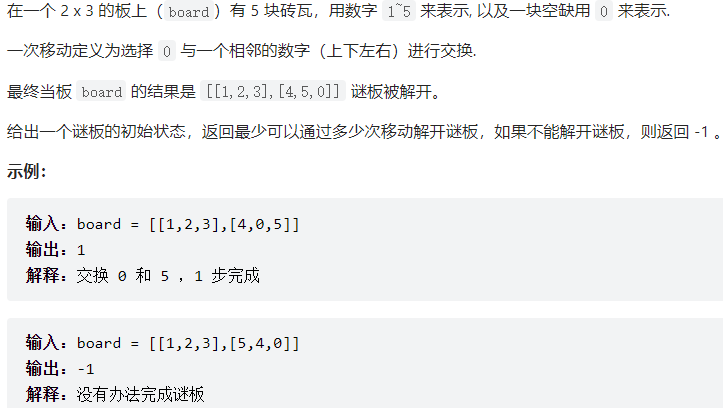 在一个 2 x 3 的板上（board）有 5 块砖瓦，用数字 1~5 来表示, 以及一块空缺用 0 来表示.
一次移动定义为选择 0 与一个相邻的数字（上下左右）进行交换.
最终当板 board 的结果是 [[1,2,3],[4,5,0]] 谜板被解开。
给出一个谜板的初始状态，返回最少可以通过多少次移动解开谜板，如果不能解开谜板，则返回 -1 。
示例：
输入：board = [[1,2,3],[4,0,5]]
输出：1
解释：交换 0 和 5 ，1 步完成
输入：board = [[1,2,3],[5,4,0]]
输出：-1
解释：没有办法完成谜板